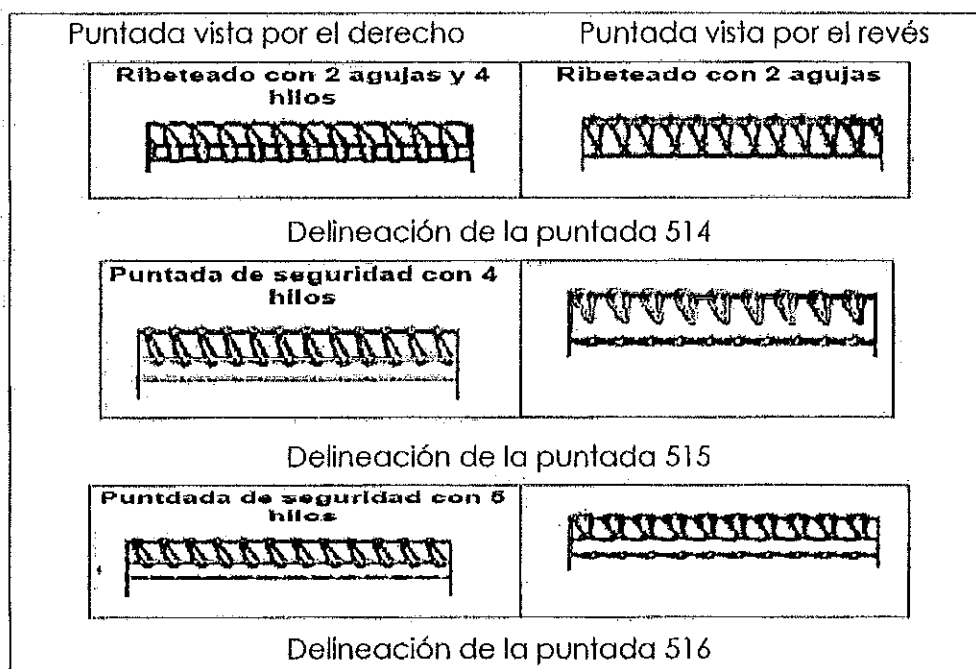 Puntada vista por el derecho
Puntada vista por el revés
Ribeteado con 2 agujas y 4
hilos
Ribeteado con 2 agujas
Delineación de la puntada 514
Puntada de seguridad con 4
hilos
Delineación de la puntada 515
Puntdada de seguridad con 5
hilos
Delineación de la puntada 516